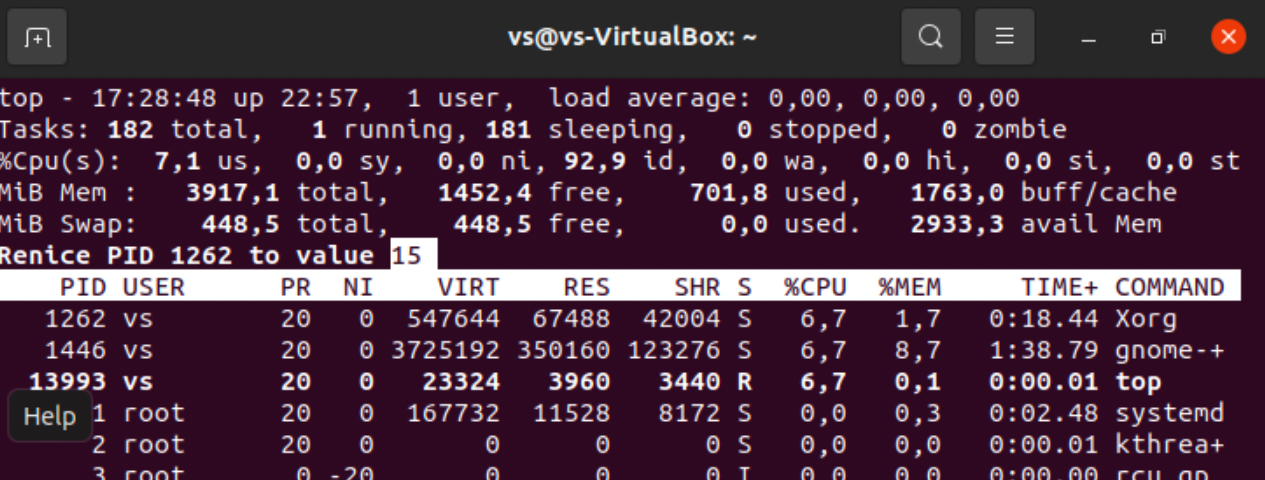 vs@vs-VirtualBox: ~
top - 17:28:48 up 22:57,  1 user,  load average: 0,00, 0,00, 0,00
Tasks: 182 total,   1 running, 181 sleeping,   0 stopped,   0 zombie
%Cpu(s):  7,1 us,  0,0 sy,  0,0 ni, 92,9 id,  0,0 wa,  0,0 hi,  0,0 si,  0,0 st
MiB Mem :   3917,1 total,   1452,4 free,    701,8 used,   1763,0 buff/cache
MiB Swap:    448,5 total,    448,5 free,      0,0 used.   2933,3 avail Mem
Renice PID 1262 to value 15
PID USER      PR  NI    VIRT    RES    SHR S  %CPU  %MEM     TIME+ COMMAND
1262 vs        20   0  547644  67488  42004 S   6,7   1,7   0:18.44 Xorg
1446 vs        20   0 3725192 350160 123276 S   6,7   8,7   1:38.79 gnome-+
13993 vs        20   0   23324   3960   3440 R   6,7   0,1   0:00.01 top
Help
1 root      20   0  167732  11528   8172 S   0,0   0,3   0:02.48 systemd
2 root      20   0       0      0      0 S   0,0   0,0   0:00.01 kthrea+
3 root       0 -20       0      0      0 I   0,0   0,0   0:00.00 rcu_gp